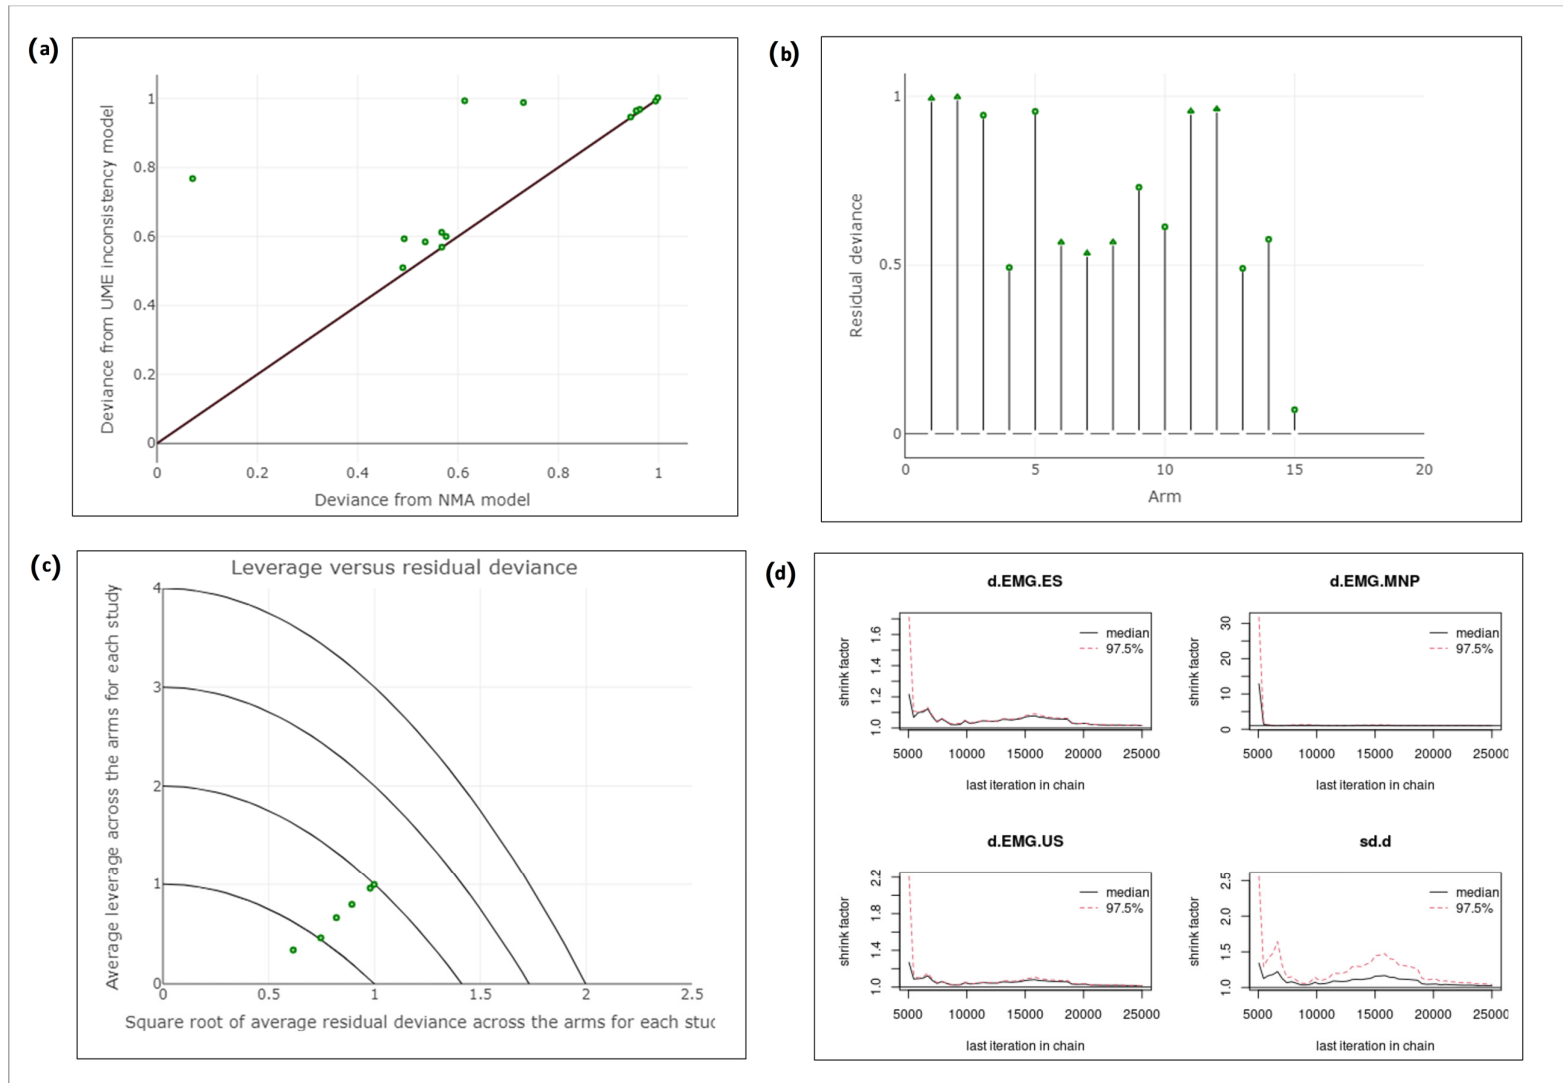 (a)
Deviance from UME inconsistency model
1
0.8
0.6
0.4
0.2
0
0 0.2 0.4 0.6 0.8 1
Deviance from NMA model
(b)
Residual deviance
1
0.5
0
0 5 10 15 20
Arm
(c)
Leverage versus residual deviance
Average leverage across the arms for each study
4
3
2
1
0
0 0.5 1 1.5 2 2.5
Square root of average residual deviance across the arms for each stuc
(d)
d.EMG.ES
shrink factor
1.0 1.2 1.4 1.6
median
97.5%
5000 10000 15000 20000 25000
last iteration in chain
d.EMG.MNP
shrink factor
0 10 20 30
median
97.5%
5000 10000 15000 20000 25000
last iteration in chain
d.EMG.US
shrink factor
1.0 1.4 1.8 2.2
median
97.5%
5000 10000 15000 20000 25000
last iteration in chain
sd.d
shrink factor
1.0 1.5 2.0 2.5
median
97.5%
5000 10000 15000 20000 25000
last iteration in chain